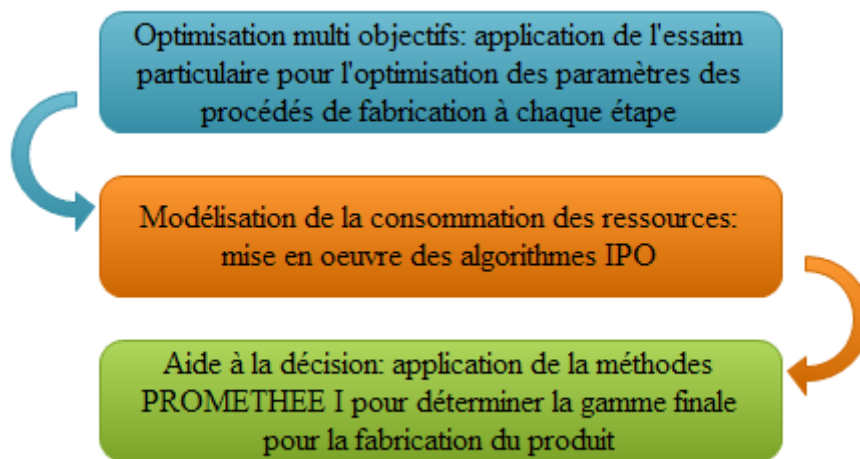 Optimisation multi objectifs: application de l'essaim
particulaire pour l'optimisation des paramètres des
procédés de fabrication à chaque étape
Modélisation de la consommation des ressources:
mise en oeuvre des algorithmes IPO
Aide à la décision: application de la méthodes
PROMETHEE I pour déterminer la gamme finale
pour la fabrication du produit